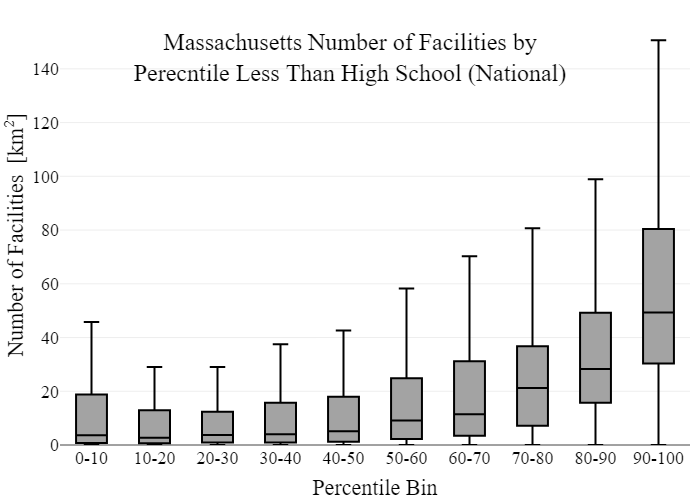 Massachusetts Number of Facilities by
Perecntile Less Than High School (National)
Number of Facilities [km²]
140
120
100
80
60
40
20
0
0-10 10-20 20-30 30-40 40-50 50-60 60-70 70-80 80-90 90-100
Percentile Bin